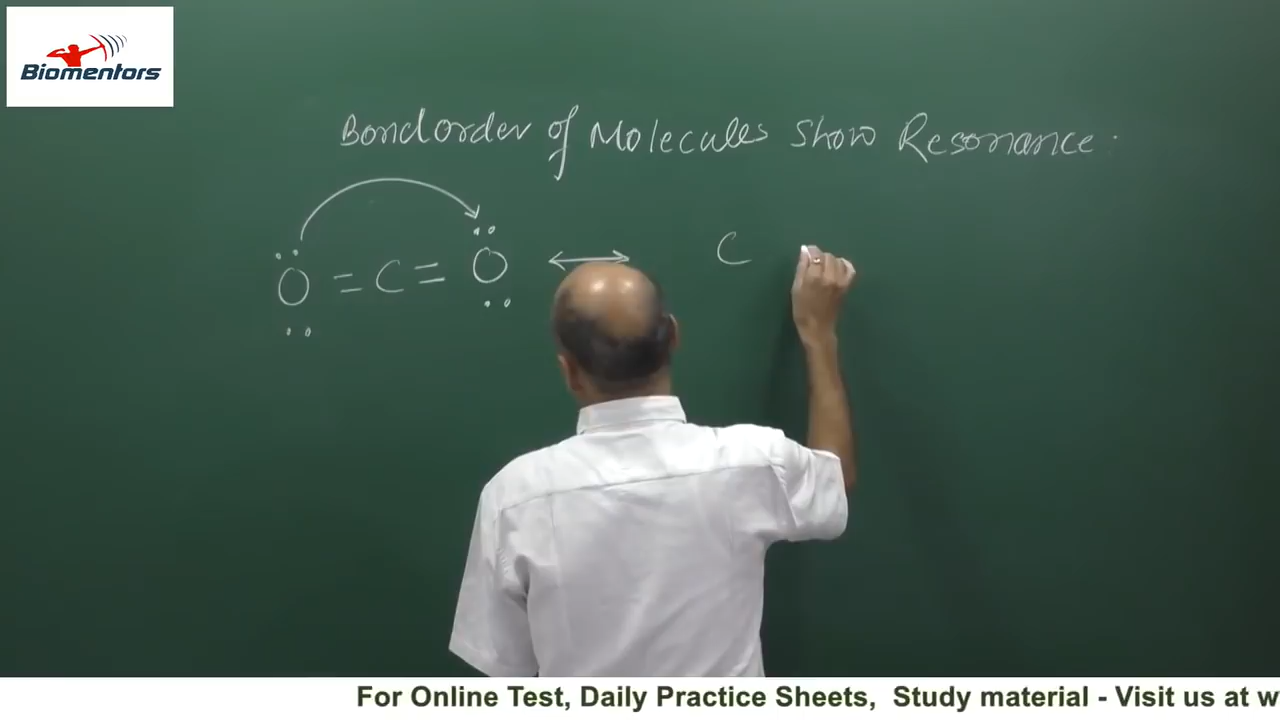 Biomentors
Bondorder of Molecules Show Resonance.
O = C = O ⟷ C
For Online Test, Daily Practice Sheets, Study material - Visit us at w